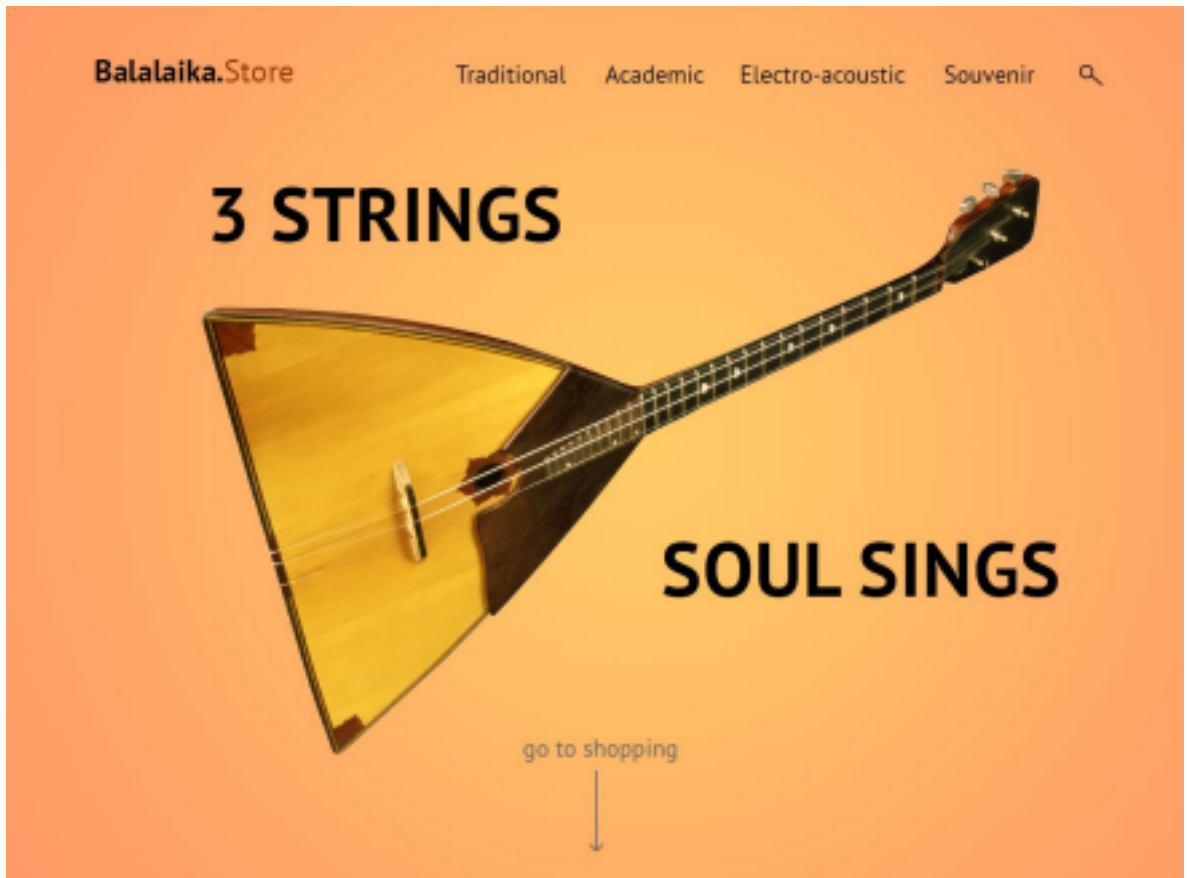 Balalaika.Store
Traditional Academic Electro-acoustic Souvenir
3 STRINGS
SOUL SINGS
go to shopping